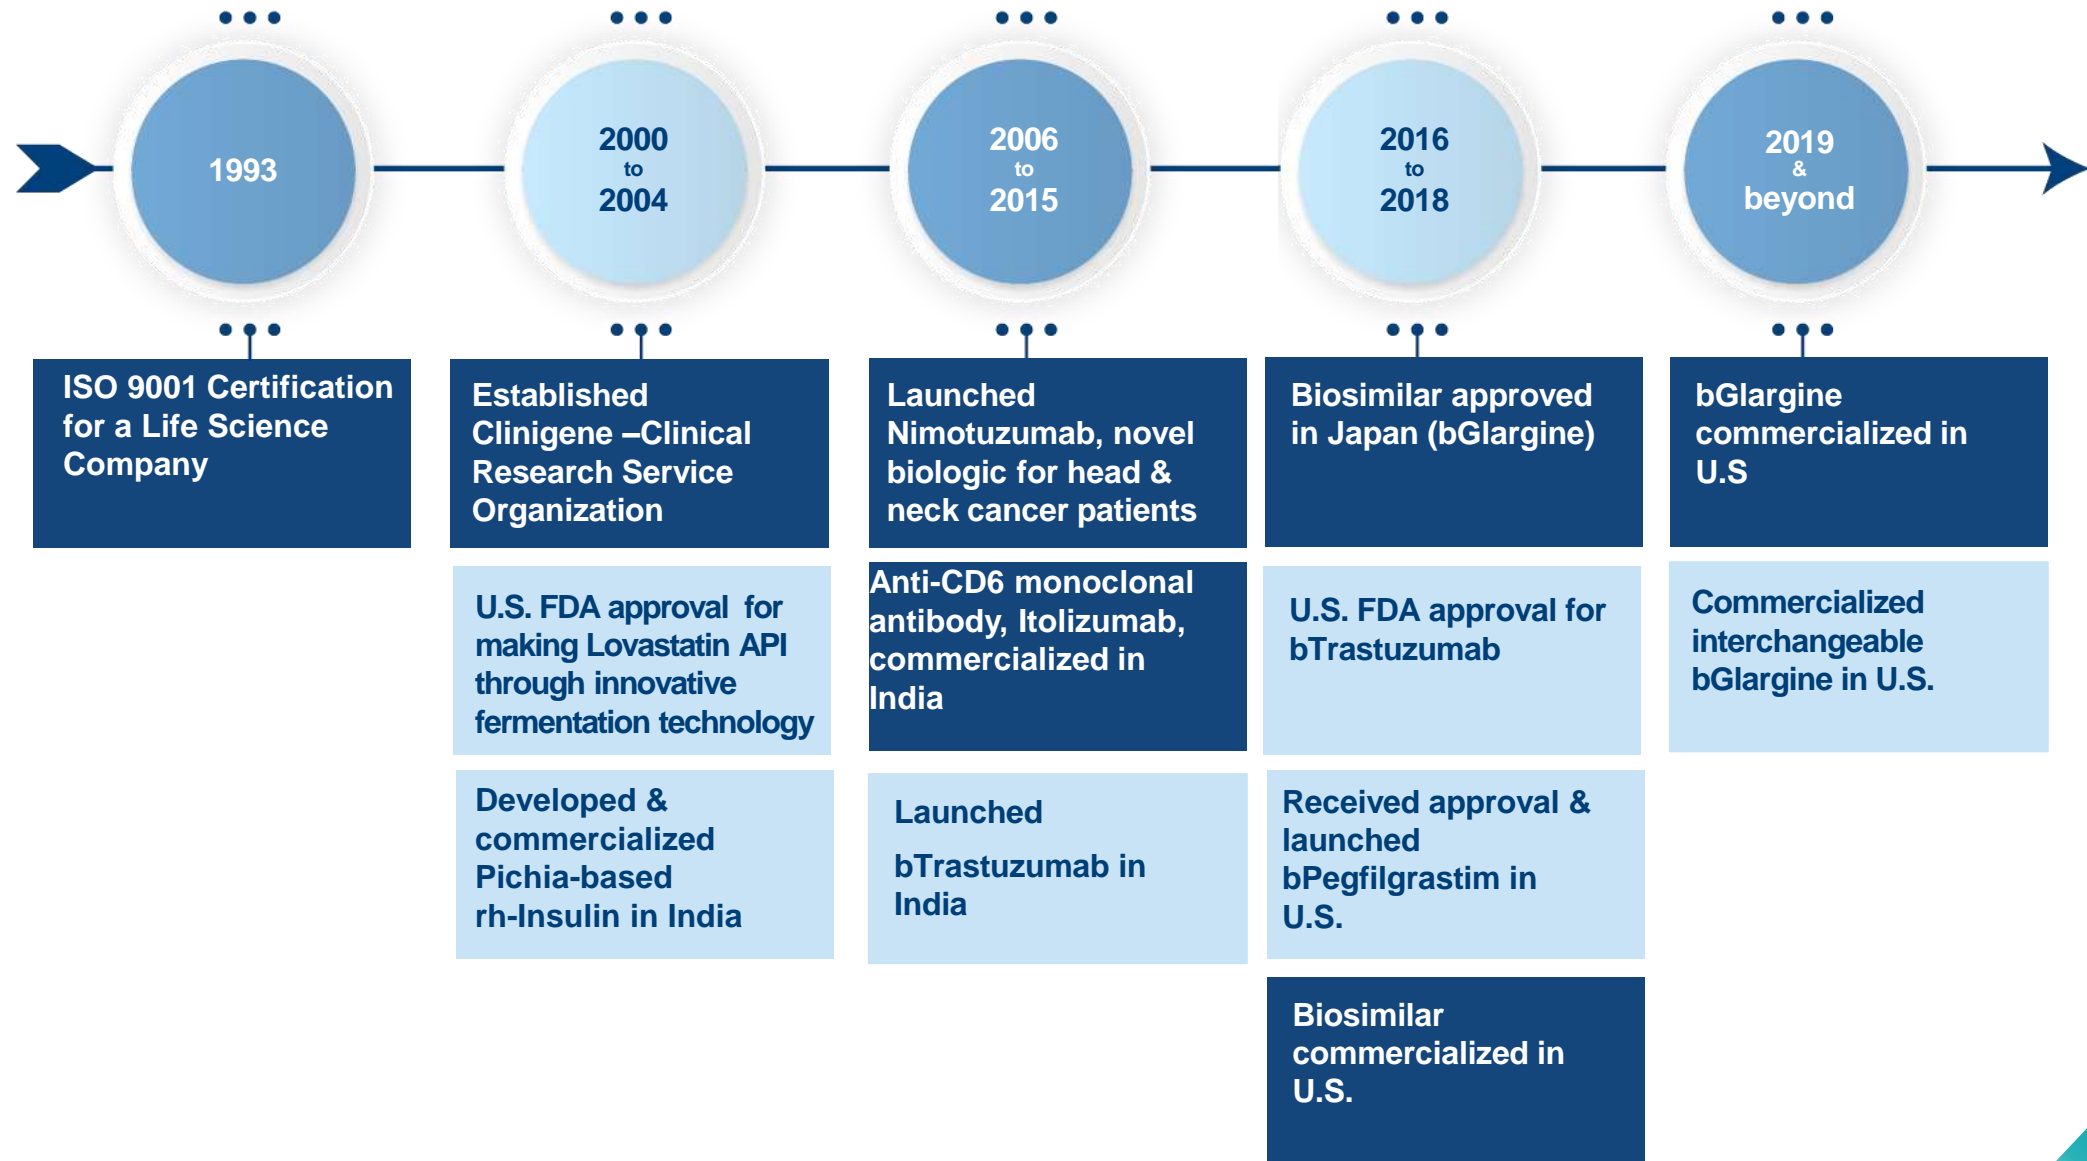 1993
2000
to
2004
2006
to
2015
2016
to
2018
2019
&
beyond
ISO 9001 Certification
for a Life Science
Company
Established
Clinigene –Clinical
Research Service
Organization
U.S. FDA approval for
making Lovastatin API
through innovative
fermentation technology
Developed &
commercialized
Pichia-based
rh-Insulin in India
Launched
Nimotuzumab, novel
biologic for head &
neck cancer patients
Anti-CD6 monoclonal
antibody, Itolizumab,
commercialized in
India
Launched
bTrastuzumab in
India
Biosimilar approved
in Japan (bGlargine)
U.S. FDA approval for
bTrastuzumab
Received approval &
launched
bPegfilgrastim in
U.S.
Biosimilar
commercialized in
U.S.
bGlargine
commercialized in
U.S
Commercialized
interchangeable
bGlargine in U.S.